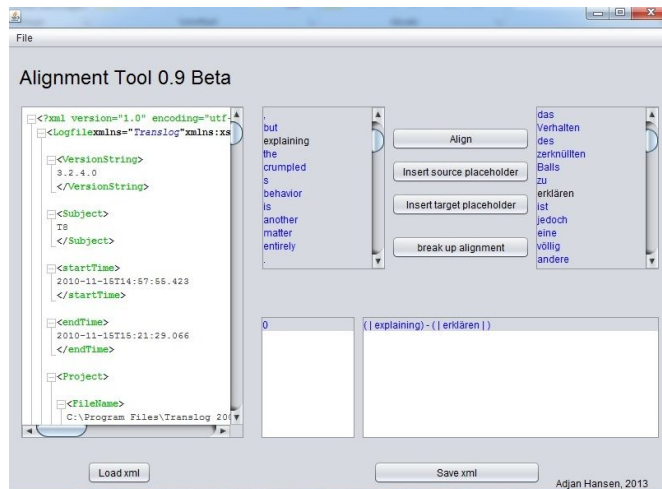 File
Alignment Tool 0.9 Beta
<?xml version="1.0" encoding="utf-
<Logfilexmlns="Translog"xmlns:xs
<VersionString>
3.2.4.0
</VersionString>
<Subject>
T8
</Subject>
<startTime>
2010-11-15T14:57:55.423
</startTime>
<endTime>
2010-11-15T15:21:29.066
</endTime>
<Project>
<FileName>
C:\Program Files\Translog 200
,
but
explaining
the
crumpled
s
behavior
is
another
matter
entirely
.
Align
Insert source placeholder
Insert target placeholder
break up alignment
das
Verhalten
des
zerknüllten
Balls
zu
erklären
ist
jedoch
eine
völlig
andere
0
( | explaining) - ( | erklären | )
Load xml
Save xml
Adjan Hansen, 2013